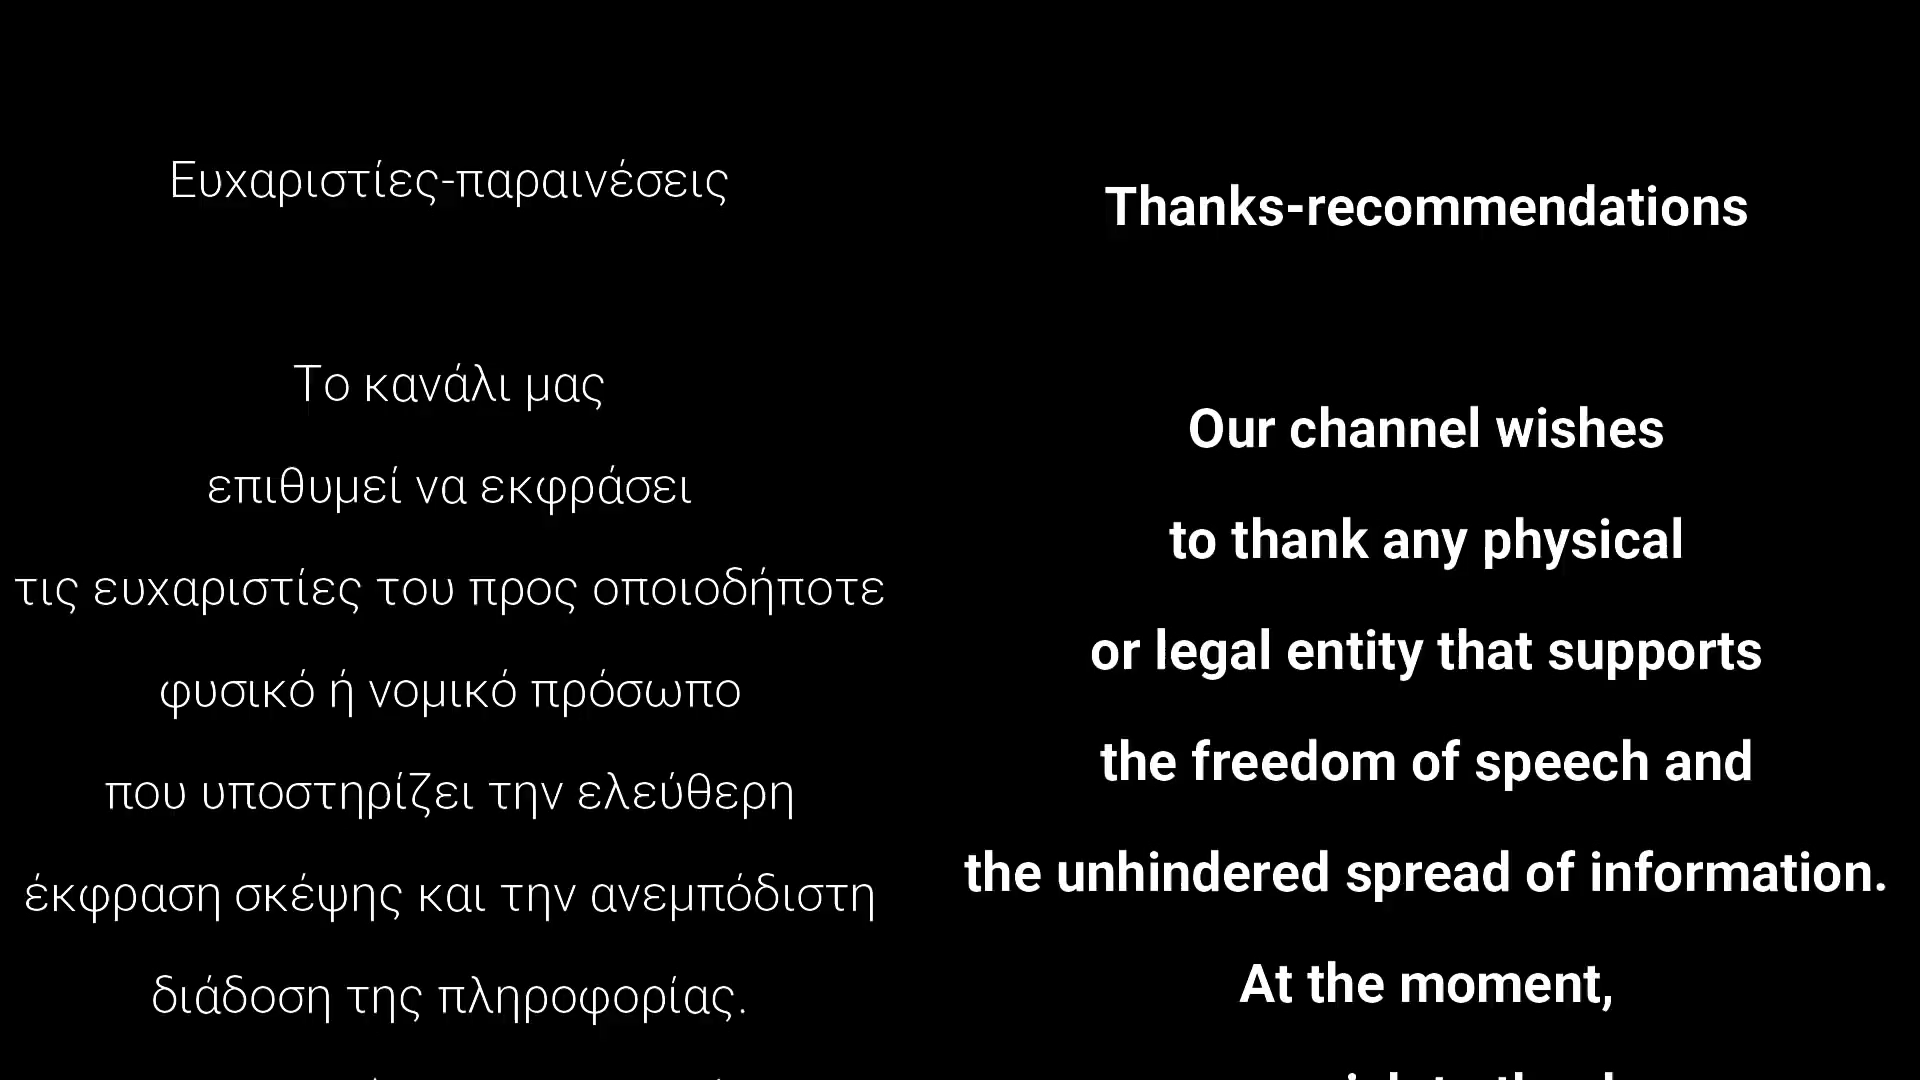 Ευχαριστίες-παραινέσεις
Το κανάλι μας
επιθυμεί να εκφράσει
τις ευχαριστίες του προς οποιοδήποτε
φυσικό ή νομικό πρόσωπο
που υποστηρίζει την ελεύθερη
έκφραση σκέψης και την ανεμπόδιστη
διάδοση της πληροφορίας.
Thanks-recommendations
Our channel wishes
to thank any physical
or legal entity that supports
the freedom of speech and
the unhindered spread of information.
At the moment,